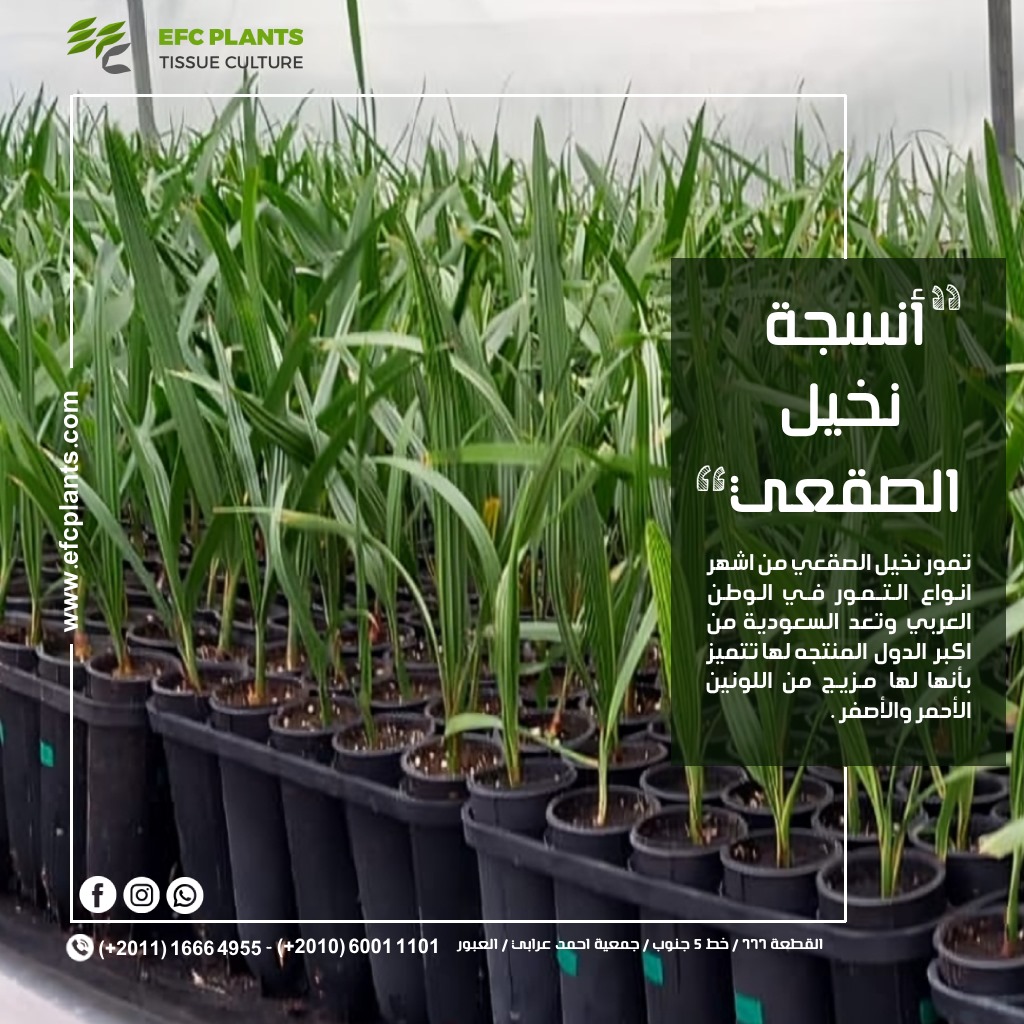 EFC PLANTS
TISSUE CULTURE
www.efcplants.com
"أنسجة
نخيل
الصقعي"
تمور نخيل الصقعي من اشهر
انواع التمور في الوطن
العربي وتعد السعودية من
اكبر الدول المنتجه لها تتميز
بأنها لها مزيج من اللونين
الأحمر والأصفر .
(+2011) 1666 4955 - (+2010) 6001 1101
القطعة ٦٦٦ / خط 5 جنوب / جمعية احمد عرابى / العبور